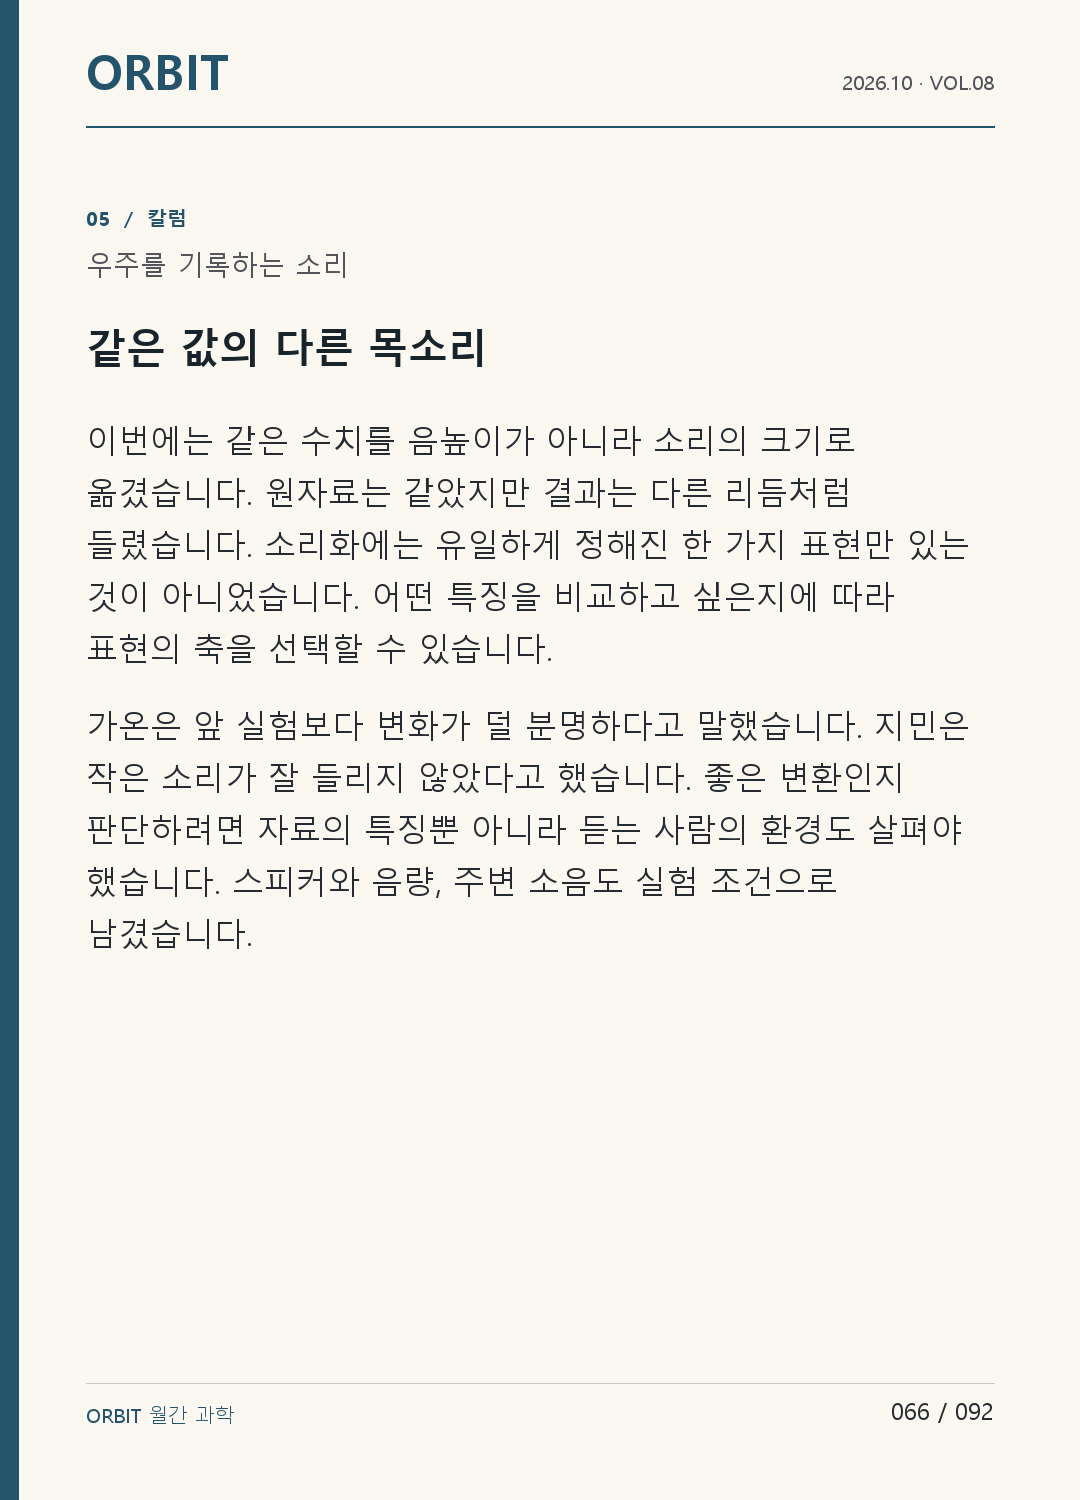 ORBIT
2026.10 · VOL.08
05 / 칼럼
우주를 기록하는 소리
같은 값의 다른 목소리
이번에는 같은 수치를 음높이가 아니라 소리의 크기로
옮겼습니다. 원자료는 같았지만 결과는 다른 리듬처럼
들렸습니다. 소리화에는 유일하게 정해진 한 가지 표현만 있는
것이 아니었습니다. 어떤 특징을 비교하고 싶은지에 따라
표현의 축을 선택할 수 있습니다.
가온은 앞 실험보다 변화가 덜 분명하다고 말했습니다. 지민은
작은 소리가 잘 들리지 않았다고 했습니다. 좋은 변환인지
판단하려면 자료의 특징뿐 아니라 듣는 사람의 환경도 살펴야
했습니다. 스피커와 음량, 주변 소음도 실험 조건으로
남겼습니다.
ORBIT 월간 과학
066 / 092